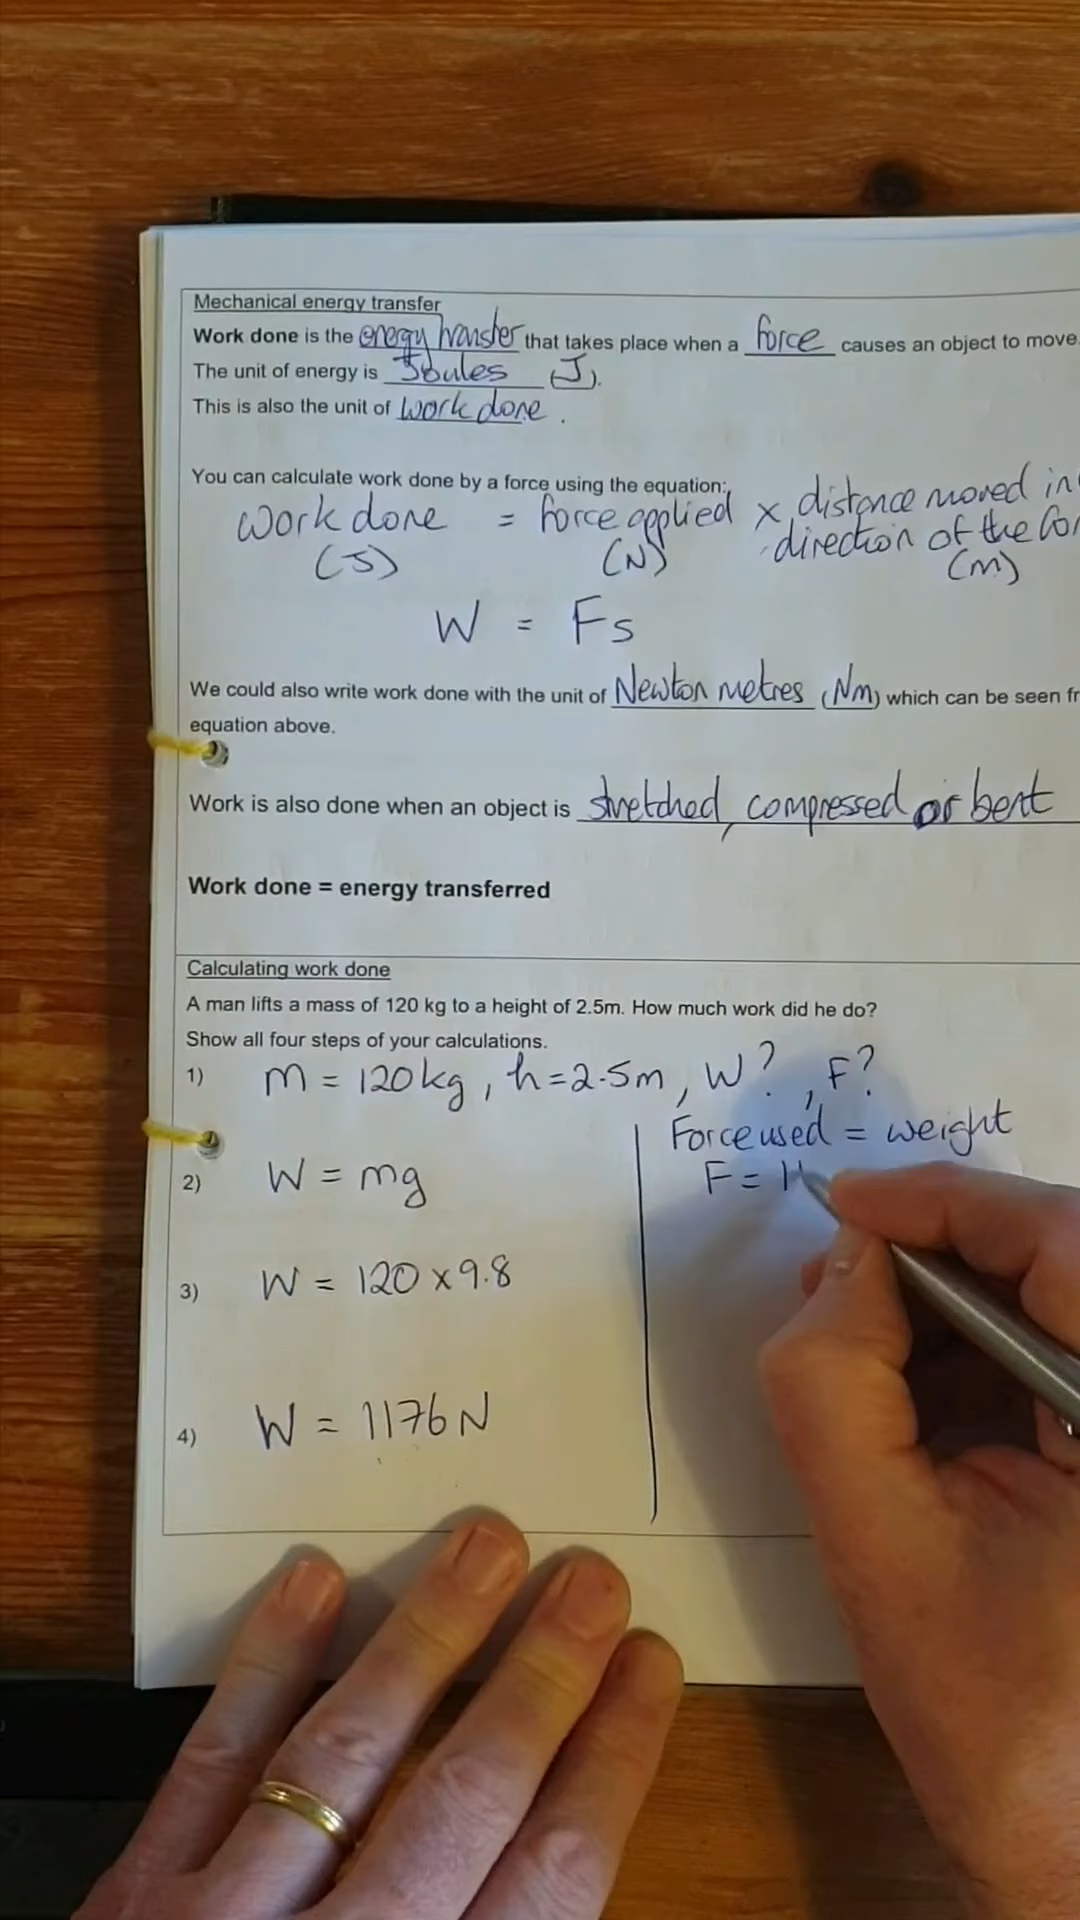 Mechanical energy transfer
Work done is the energy transfer that takes place when a force causes an object to move.
The unit of energy is Joules (J).
This is also the unit of work done.
You can calculate work done by a force using the equation:
work done = force applied × distance moved in
direction of the
(J) (N) (m)
W = Fs
We could also write work done with the unit of Newton metres (Nm) which can be seen
equation above.
Work is also done when an object is stretched, compressed or bent
Work done = energy transferred
Calculating work done
A man lifts a mass of 120 kg to a height of 2.5m. How much work did he do?
Show all four steps of your calculations.
1) m = 120kg, h=2.5m, W?, F?
Force used = weight
2) W = mg
F = 11
3) W = 120 × 9.8
4) W = 1176 N